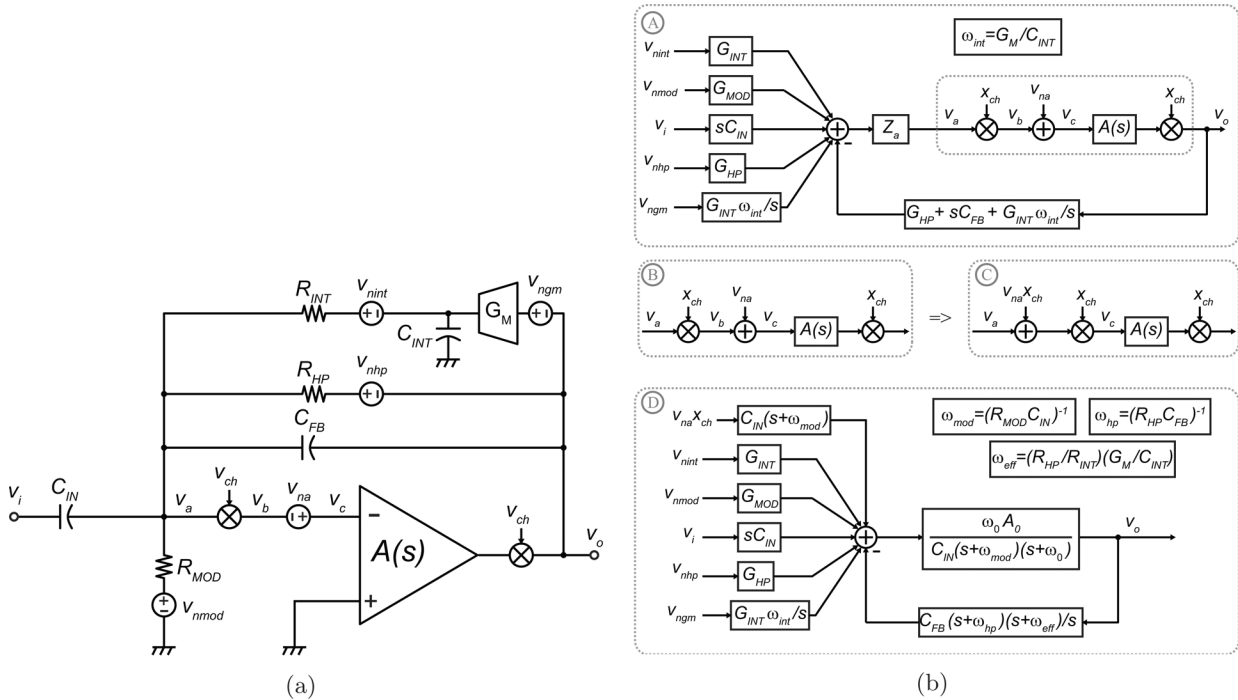 R_INT
v_nint
v_ngm
G_M
C_INT
R_HP
v_nhp
C_FB
v_i
C_IN
v_a
v_ch
v_b
v_na
v_c
A(s)
v_ch
v_o
R_MOD
v_nmod
(a)
A
ω_int=G_M/C_INT
v_nint G_INT
v_nmod G_MOD
v_i sC_IN
v_nhp G_HP
v_ngm G_INT ω_int/s
Z_a
x_ch v_na x_ch
v_a v_b v_c A(s) v_o
G_HP + sC_FB + G_INT ω_int/s
B
x_ch v_na x_ch
v_a v_b v_c A(s)
=>
C
v_na x_ch x_ch x_ch
v_a v_c A(s)
D
v_na x_ch C_IN(s+ω_mod)
ω_mod=(R_MOD C_IN)^-1
ω_hp=(R_HP C_FB)^-1
ω_eff=(R_HP/R_INT)(G_M/C_INT)
v_nint G_INT
v_nmod G_MOD
v_i sC_IN
v_nhp G_HP
v_ngm G_INT ω_int/s
ω_0 A_0
C_IN(s+ω_mod)(s+ω_0)
v_o
C_FB(s+ω_hp)(s+ω_eff)/s
(b)